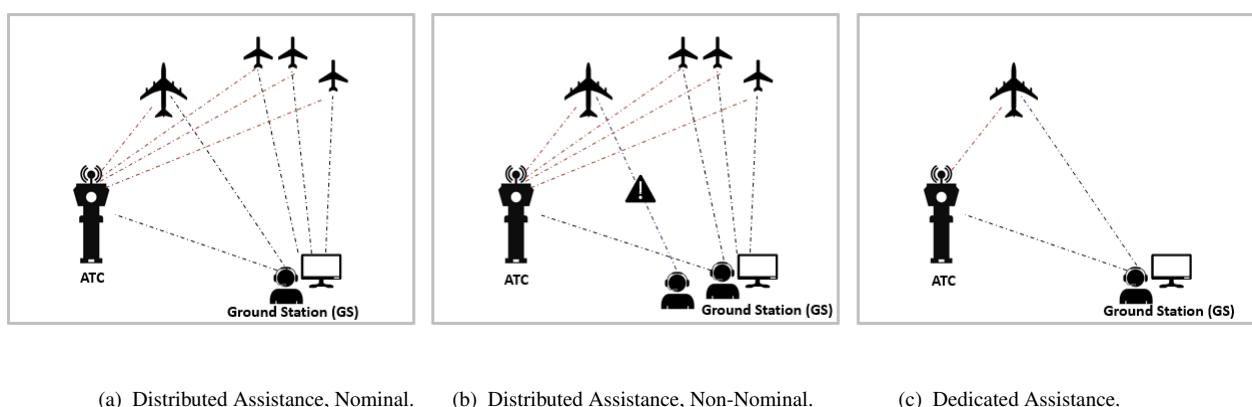 ATC
Ground Station (GS)
ATC
Ground Station (GS)
ATC
Ground Station (GS)
(a) Distributed Assistance, Nominal.
(b) Distributed Assistance, Non-Nominal.
(c) Dedicated Assistance.